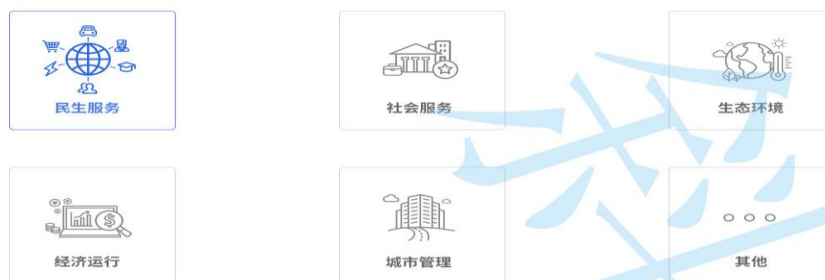 民生服务
社会服务
生态环境
经济运行
城市管理
其他